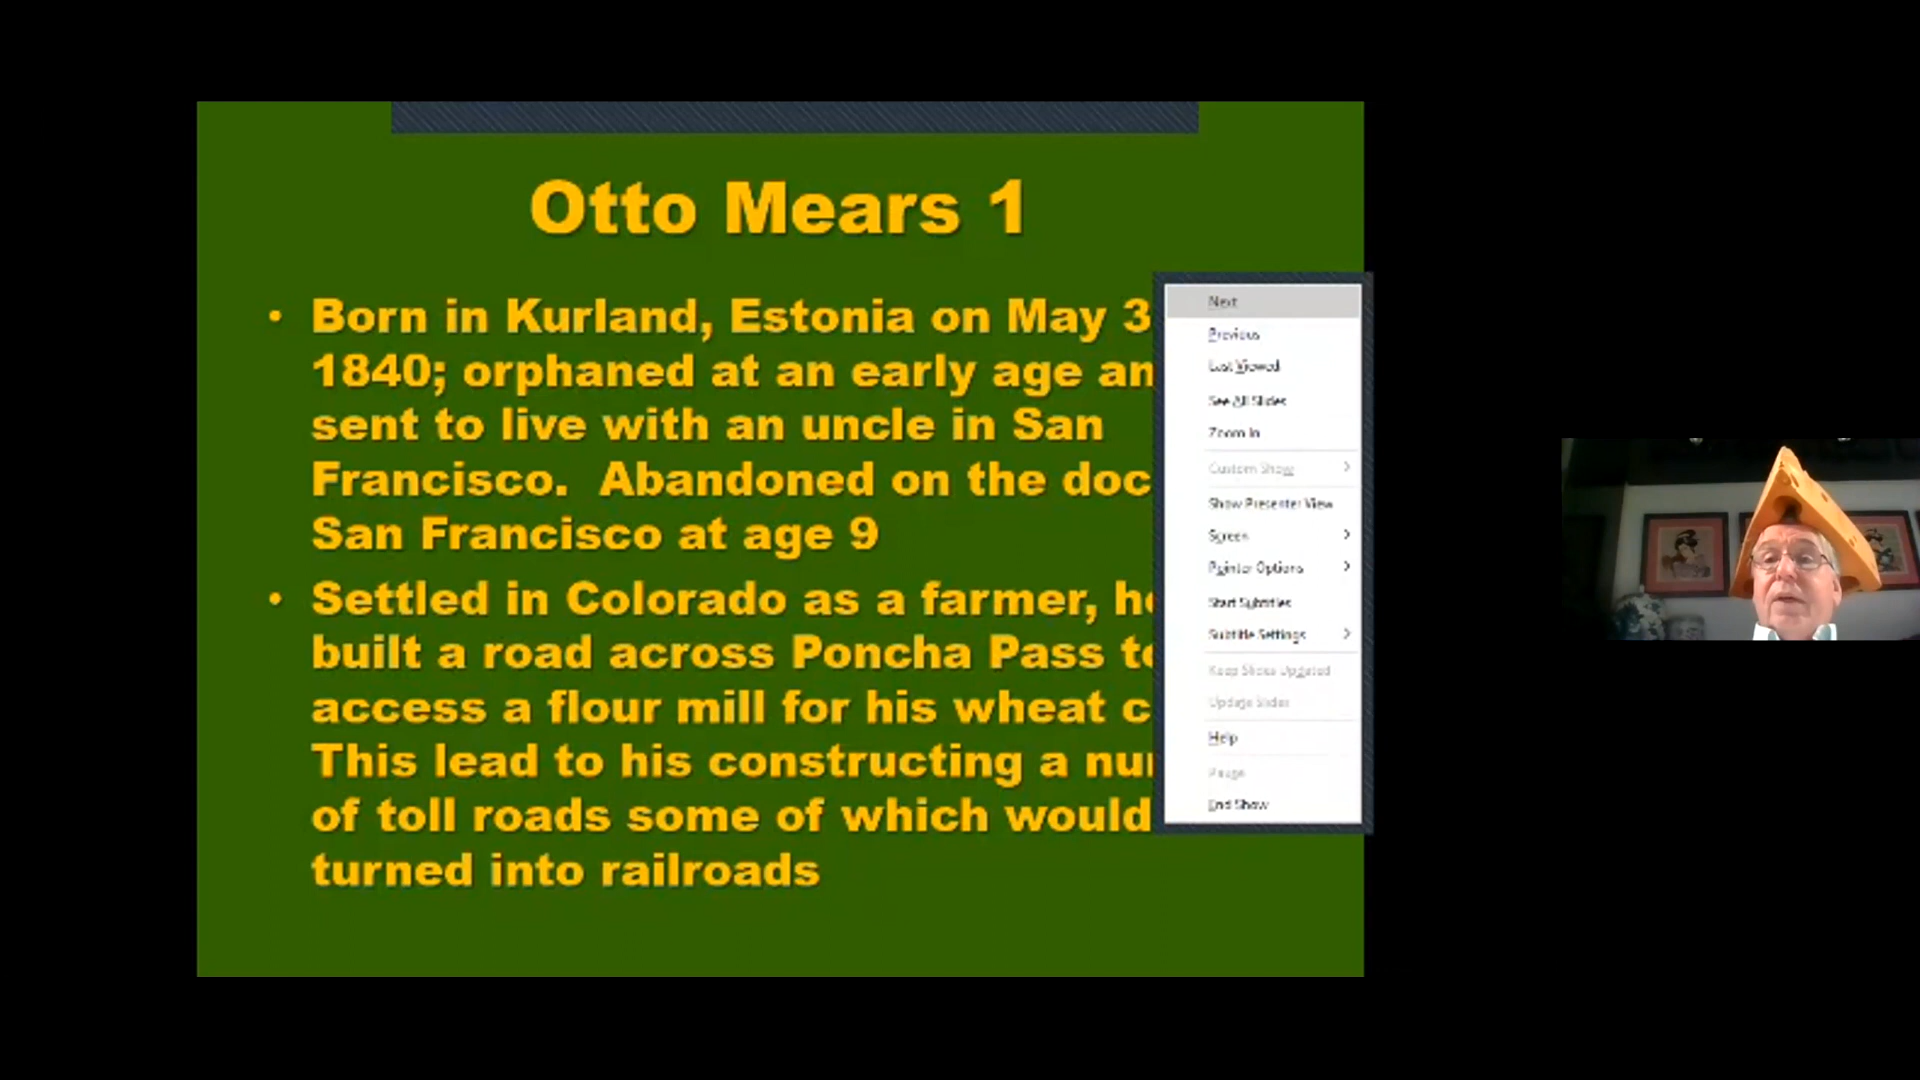 Otto Mears 1
• Born in Kurland, Estonia on May 3
1840; orphaned at an early age an
sent to live with an uncle in San
Francisco. Abandoned on the doc
San Francisco at age 9
• Settled in Colorado as a farmer, he
built a road across Poncha Pass to
access a flour mill for his wheat c
This lead to his constructing a nu
of toll roads some of which would
turned into railroads
Next
Previous
Last Viewed
See All Slides
Zoom In
Custom Show
Show Presenter View
Screen
Pointer Options
Start Subtitles
Subtitle Settings
Keep Slides Updated
Update Slides
Help
Pause
End Show